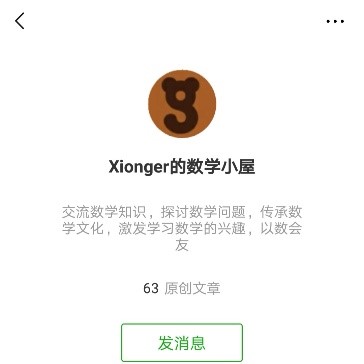 Xionger的数学小屋
交流数学知识，探讨数学问题，传承数
学文化，激发学习数学的兴趣，以数会
友
63 原创文章
发消息